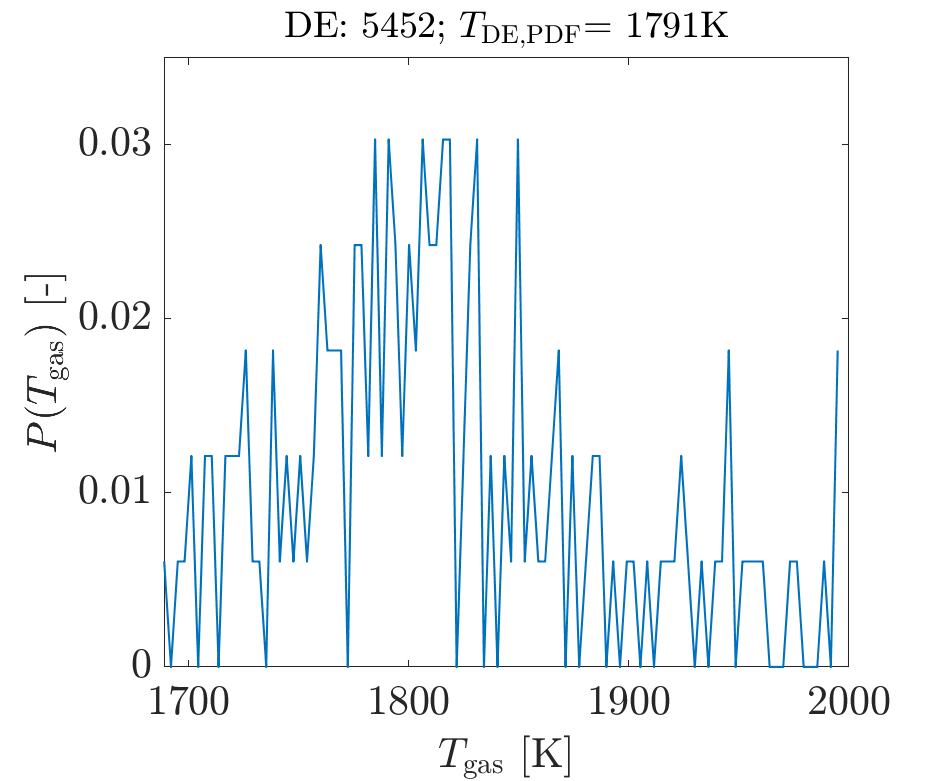 DE: 5452; T_DE,PDF= 1791K
0.03
0.02
0.01
0
P(T_gas) [-]
1700 1800 1900 2000
T_gas [K]